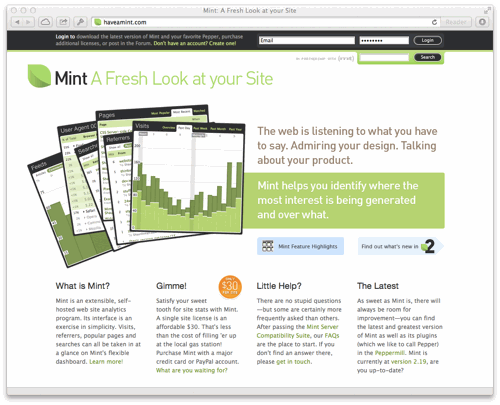 Mint: A Fresh Look at your Site
haveamint.com
Reader
Login to download the latest version of Mint and your favorite Pepper, purchase
additional licenses, or post in the Forum. Don't have an account? Create one!
Email
Login
Search
Mint A Fresh Look at your Site
Pages
User Agent
Referrers
Visits
Feeds
The web is listening to what you have
to say. Admiring your design. Talking
about your product.
Mint helps you identify where the
most interest is being generated
and over what.
Mint Feature Highlights
Find out what's new in 2
What is Mint?
Mint is an extensible, self-
hosted web site analytics
program. Its interface is an
exercise in simplicity. Visits,
referrers, popular pages and
searches can all be taken in at
a glance on Mint's flexible
dashboard. Learn more!
Gimme!
ONLY
$30
PER SITE
Satisfy your sweet
tooth for site stats with Mint.
A single site license is an
affordable $30. That's less
than the cost of filling 'er up
at the local gas station!
Purchase Mint with a major
credit card or PayPal account.
What are you waiting for?
Little Help?
There are no stupid questions
—but some are certainly more
frequently asked than others.
After passing the Mint Server
Compatibility Suite, our FAQs
are the place to start. If you
don't find an answer there,
please get in touch.
The Latest
As sweet as Mint is, there will
always be room for
improvement—you can find
the latest and greatest version
of Mint as well as its plugins
(which we like to call Pepper)
in the Peppermill. Mint is
currently at version 2.19, are
you up-to-date?